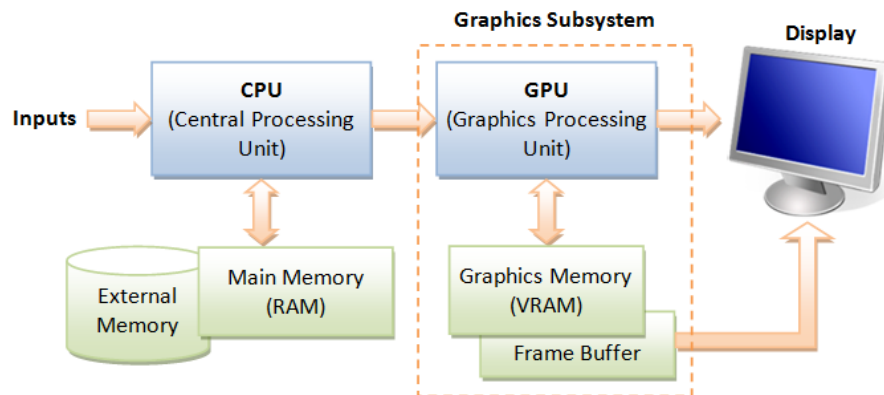 Graphics Subsystem
Display
Inputs
CPU
(Central Processing
Unit)
GPU
(Graphics Processing
Unit)
External
Memory
Main Memory
(RAM)
Graphics Memory
(VRAM)
Frame Buffer